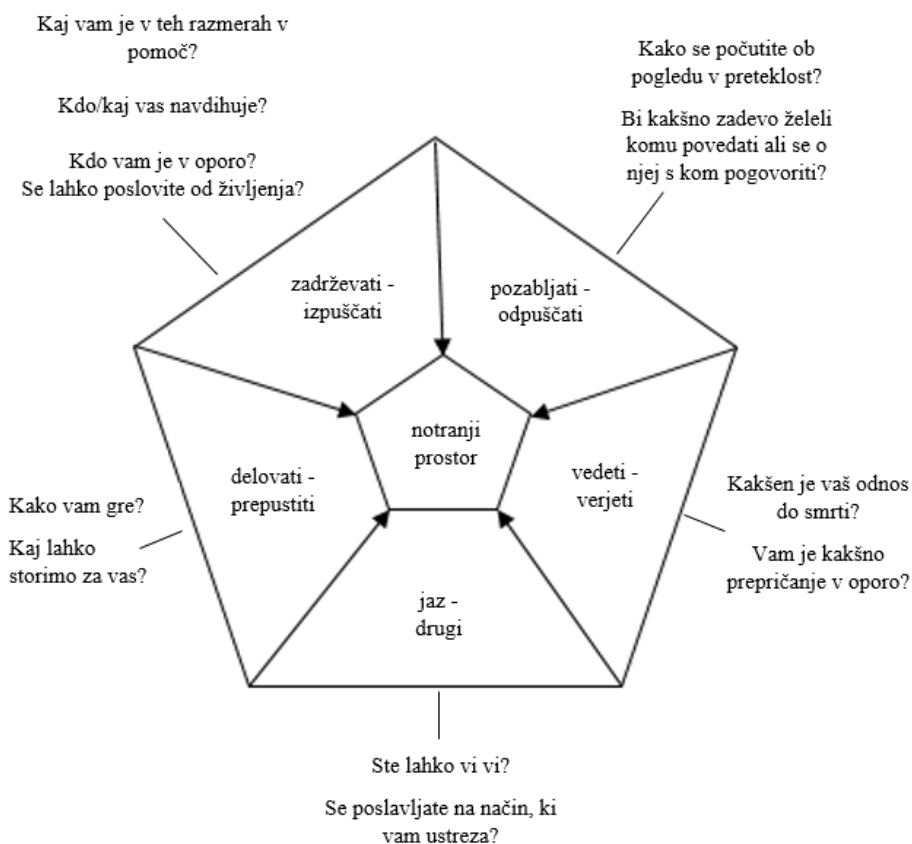 Kaj vam je v teh razmerah v
pomoč?
Kdo/kaj vas navdihuje?
Kdo vam je v oporo?
Se lahko poslovite od življenja?
Kako se počutite ob
pogledu v preteklost?
Bi kakšno zadevo želeli
komu povedati ali se o
njej s kom pogovoriti?
zadrževati -
izpuščati
pozabljati -
odpuščati
notranji
prostor
delovati -
prepustiti
vedeti -
verjeti
jaz -
drugi
Kako vam gre?
Kaj lahko
storimo za vas?
Kakšen je vaš odnos
do smrti?
Vam je kakšno
prepričanje v oporo?
Ste lahko vi vi?
Se poslavljate na način, ki
vam ustreza?